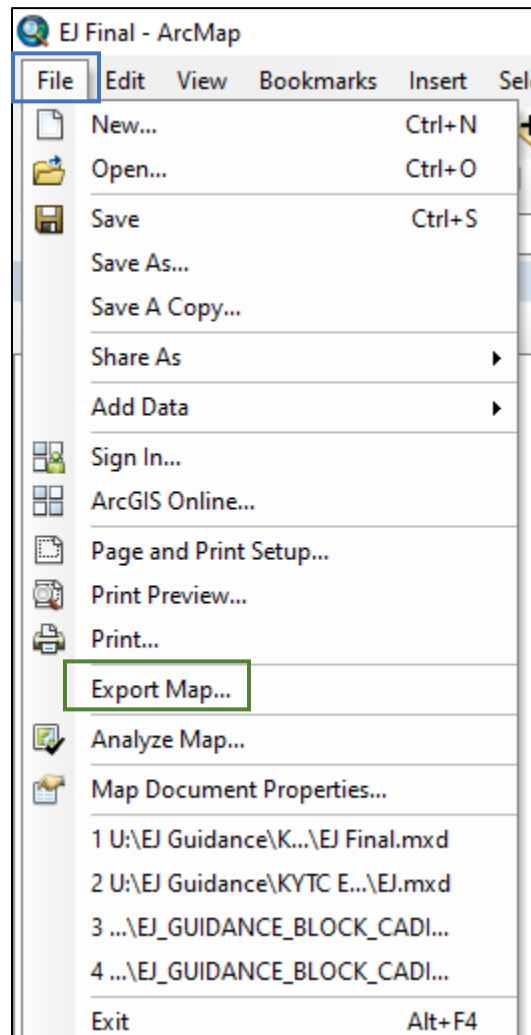 EJ Final - ArcMap
File Edit View Bookmarks Insert Sel
New... Ctrl+N
Open... Ctrl+O
Save Ctrl+S
Save As...
Save A Copy...
Share As
Add Data
Sign In...
ArcGIS Online...
Page and Print Setup...
Print Preview...
Print...
Export Map...
Analyze Map...
Map Document Properties...
1 U:\EJ Guidance\K...\EJ Final.mxd
2 U:\EJ Guidance\KYTC E...\EJ.mxd
3 ...\EJ_GUIDANCE_BLOCK_CADI...
4 ...\EJ_GUIDANCE_BLOCK_CADI...
Exit Alt+F4